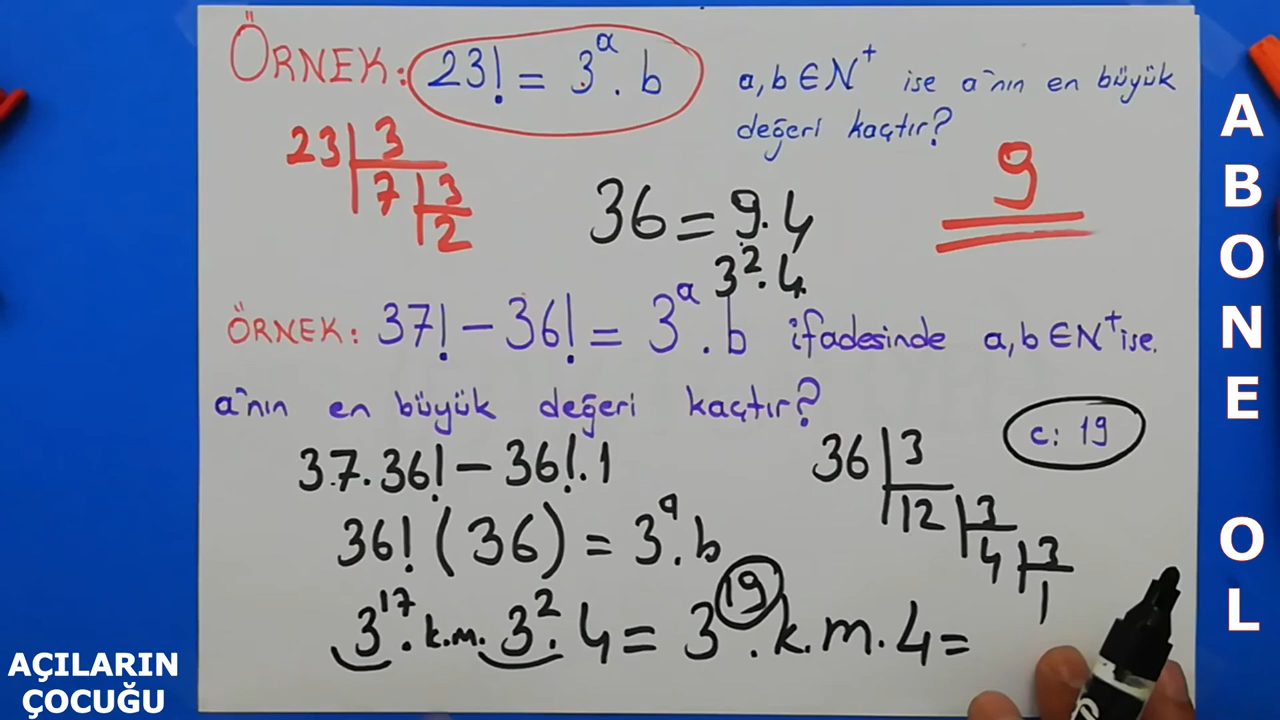 ÖRNEK: 23! = 3^a . b a, b ∈ N⁺ ise a'nın en büyük
değeri kaçtır?
23 | 3
7 | 3
2
9
36 = 9.4
3².4
ÖRNEK: 37! − 36! = 3^a . b ifadesinde a, b ∈ N⁺ ise.
a'nın en büyük değeri kaçtır?
c: 19
37.36! − 36!.1
36! (36) = 3^a . b
3^17 . k.m. 3² . 4 = 3^19 . k.m.4 =
36 | 3
12 | 3
4 | 3
1
ABONE OL
AÇILARIN
ÇOCUĞU